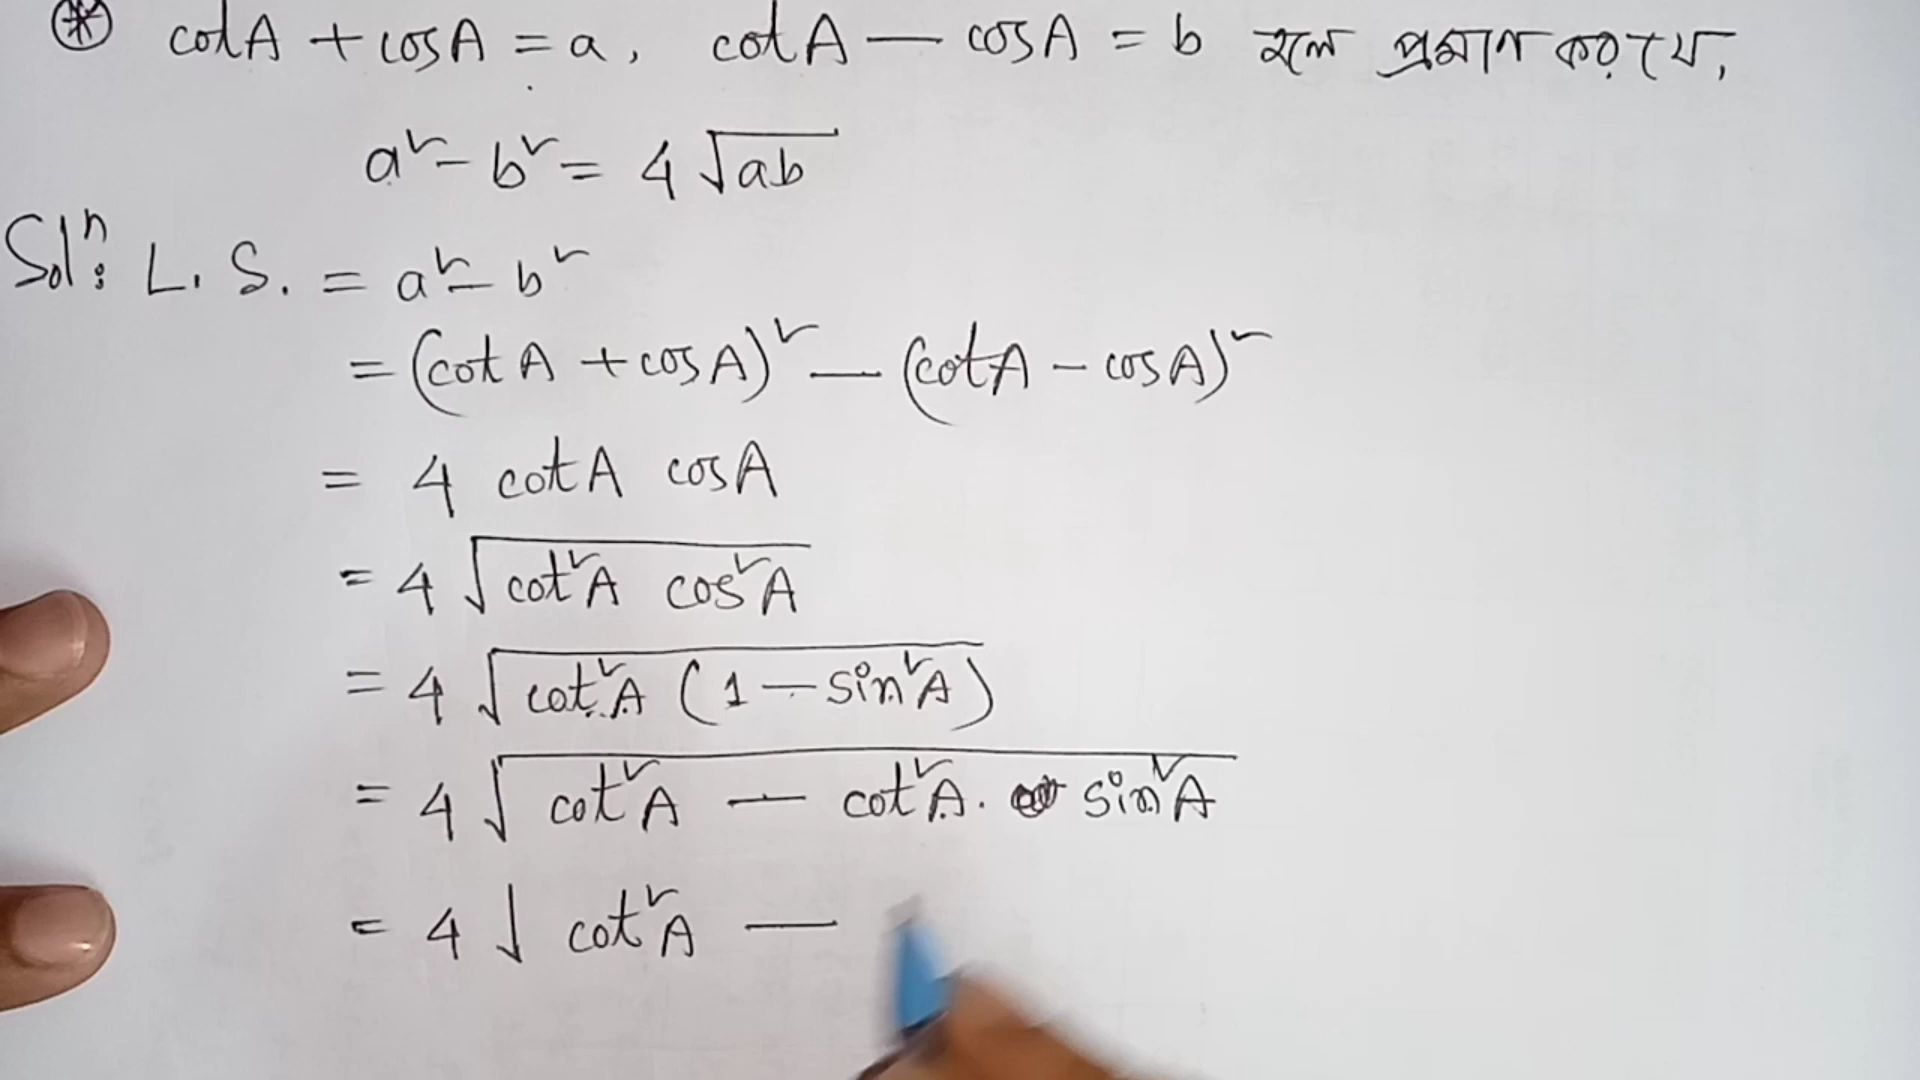 * cotA + cosA = a, cotA — cosA = b হলে প্রমাণ কর যে,
a² - b² = 4√ab
Solⁿ: L. S. = a² - b²
= (cotA + cosA)² — (cotA - cosA)²
= 4 cotA cosA
= 4√cot²A cos²A
= 4√cot²A (1 — sin²A)
= 4√cot²A — cot²A. sin²A
= 4√cot²A —